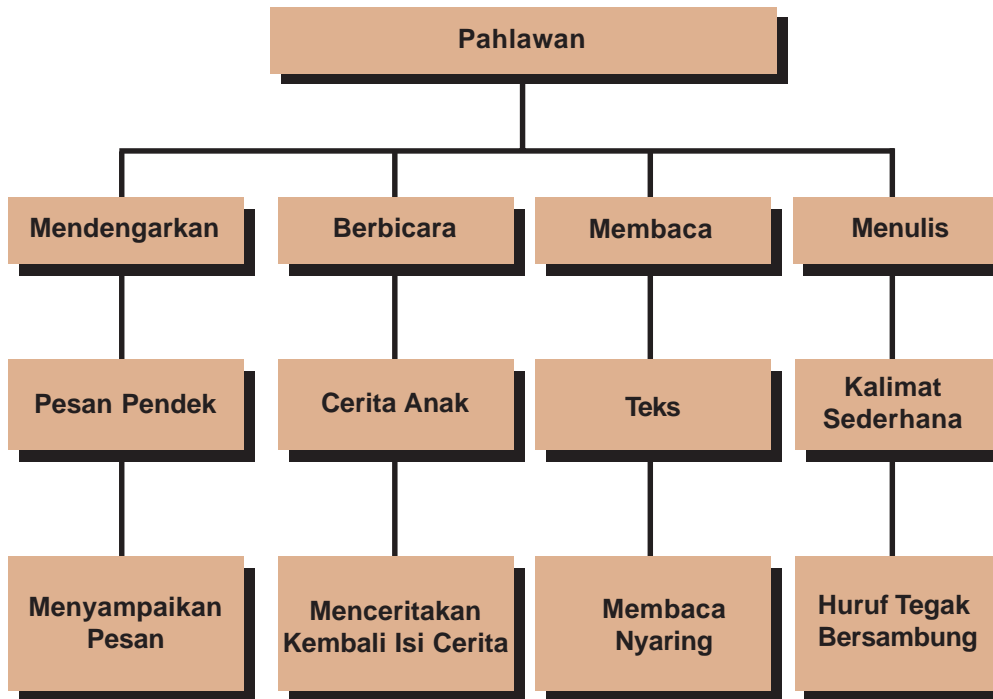 Pahlawan
Mendengarkan
Berbicara
Membaca
Menulis
Pesan Pendek
Cerita Anak
Teks
Kalimat
Sederhana
Menyampaikan
Pesan
Menceritakan
Kembali Isi Cerita
Membaca
Nyaring
Huruf Tegak
Bersambung